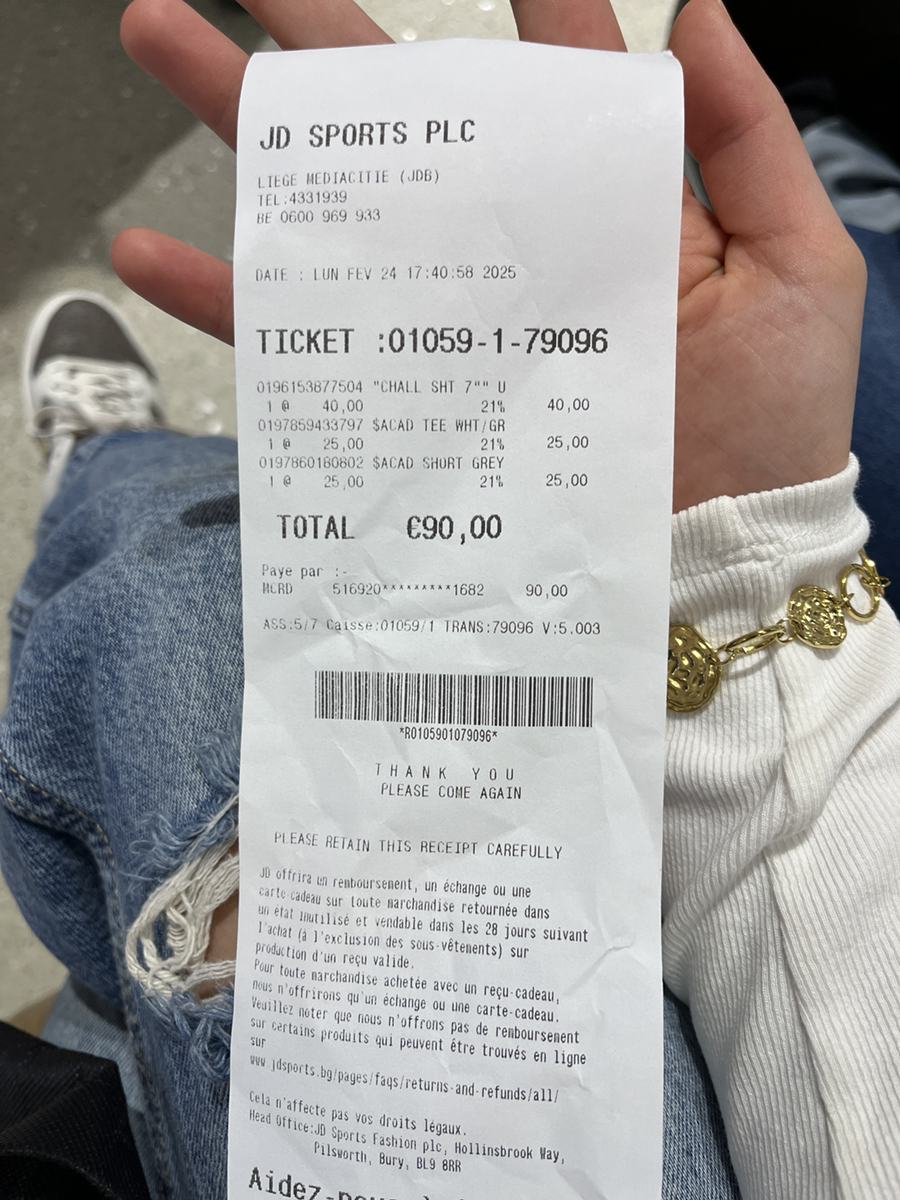 JD SPORTS PLC
LIEGE MEDIACITIE (JDB)
TEL:4331939
BE 0600 969 933
DATE : LUN FEV 24 17:40:58 2025
TICKET :01059-1-79096
0196153877504 "CHALL SHT 7"" U
1 @ 40,00 21% 40,00
0197859433797 $ACAD TEE WHT/GR
1 @ 25,00 21% 25,00
0197860180802 $ACAD SHORT GREY
1 @ 25,00 21% 25,00
TOTAL €90,00
Paye par :-
MCRD 516920*********1682 90,00
ASS:5/7 Caisse:01059/1 TRANS:79096 V:5.003
*R0105901079096*
THANK YOU
PLEASE COME AGAIN
PLEASE RETAIN THIS RECEIPT CAREFULLY
JD offrira un remboursement, un échange ou une
carte-cadeau sur toute marchandise retournée dans
un état inutilisé et vendable dans les 28 jours suivant
l'achat (à l'exclusion des sous-vêtements) sur
production d'un reçu valide.
Pour toute marchandise achetée avec un reçu-cadeau,
nous n'offrirons qu'un échange ou une carte-cadeau.
Veuillez noter que nous n'offrons pas de remboursement
sur certains produits qui peuvent être trouvés en ligne
sur
www.jdsports.bg/pages/faqs/returns-and-refunds/all/
Cela n'affecte pas vos droits légaux.
Head Office:JD Sports Fashion plc, Hollinsbrook Way,
Pilsworth, Bury, BL9 8RR